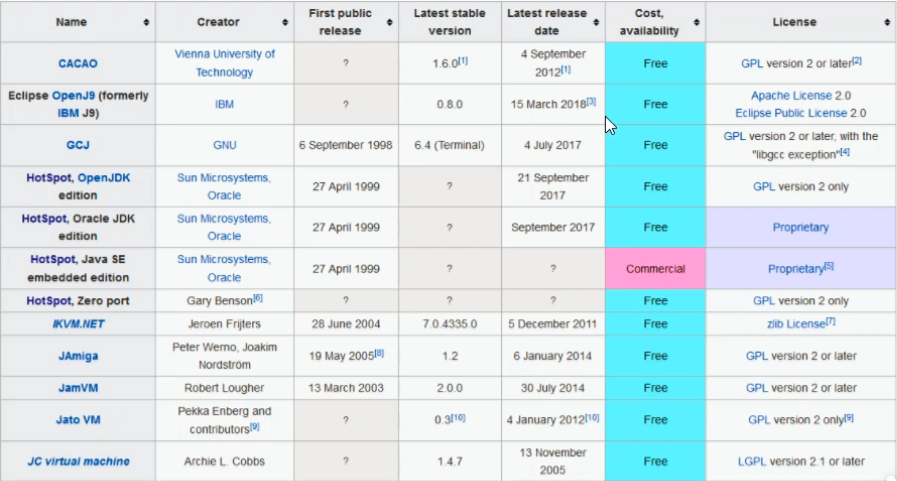 Name Creator First public release Latest stable version Latest release date Cost, availability License
CACAO Vienna University of Technology ? 1.6.0[1] 4 September 2012[1] Free GPL version 2 or later[2]
Eclipse OpenJ9 (formerly IBM J9) IBM ? 0.8.0 15 March 2018[3] Free Apache License 2.0 Eclipse Public License 2.0
GCJ GNU 6 September 1998 6.4 (Terminal) 4 July 2017 Free GPL version 2 or later, with the "libgcc exception"[4]
HotSpot, OpenJDK edition Sun Microsystems, Oracle 27 April 1999 ? 21 September 2017 Free GPL version 2 only
HotSpot, Oracle JDK edition Sun Microsystems, Oracle 27 April 1999 ? September 2017 Free Proprietary
HotSpot, Java SE embedded edition Sun Microsystems, Oracle 27 April 1999 ? ? Commercial Proprietary[5]
HotSpot, Zero port Gary Benson[6] ? ? ? Free GPL version 2 only
IKVM.NET Jeroen Frijters 28 June 2004 7.0.4335.0 5 December 2011 Free zlib License[7]
JAmiga Peter Werno, Joakim Nordström 19 May 2005[8] 1.2 6 January 2014 Free GPL version 2 or later
JamVM Robert Lougher 13 March 2003 2.0.0 30 July 2014 Free GPL version 2 or later
Jato VM Pekka Enberg and contributors[9] ? 0.3[10] 4 January 2012[10] Free GPL version 2 only[9]
JC virtual machine Archie L. Cobbs ? 1.4.7 13 November 2005 Free LGPL version 2.1 or later